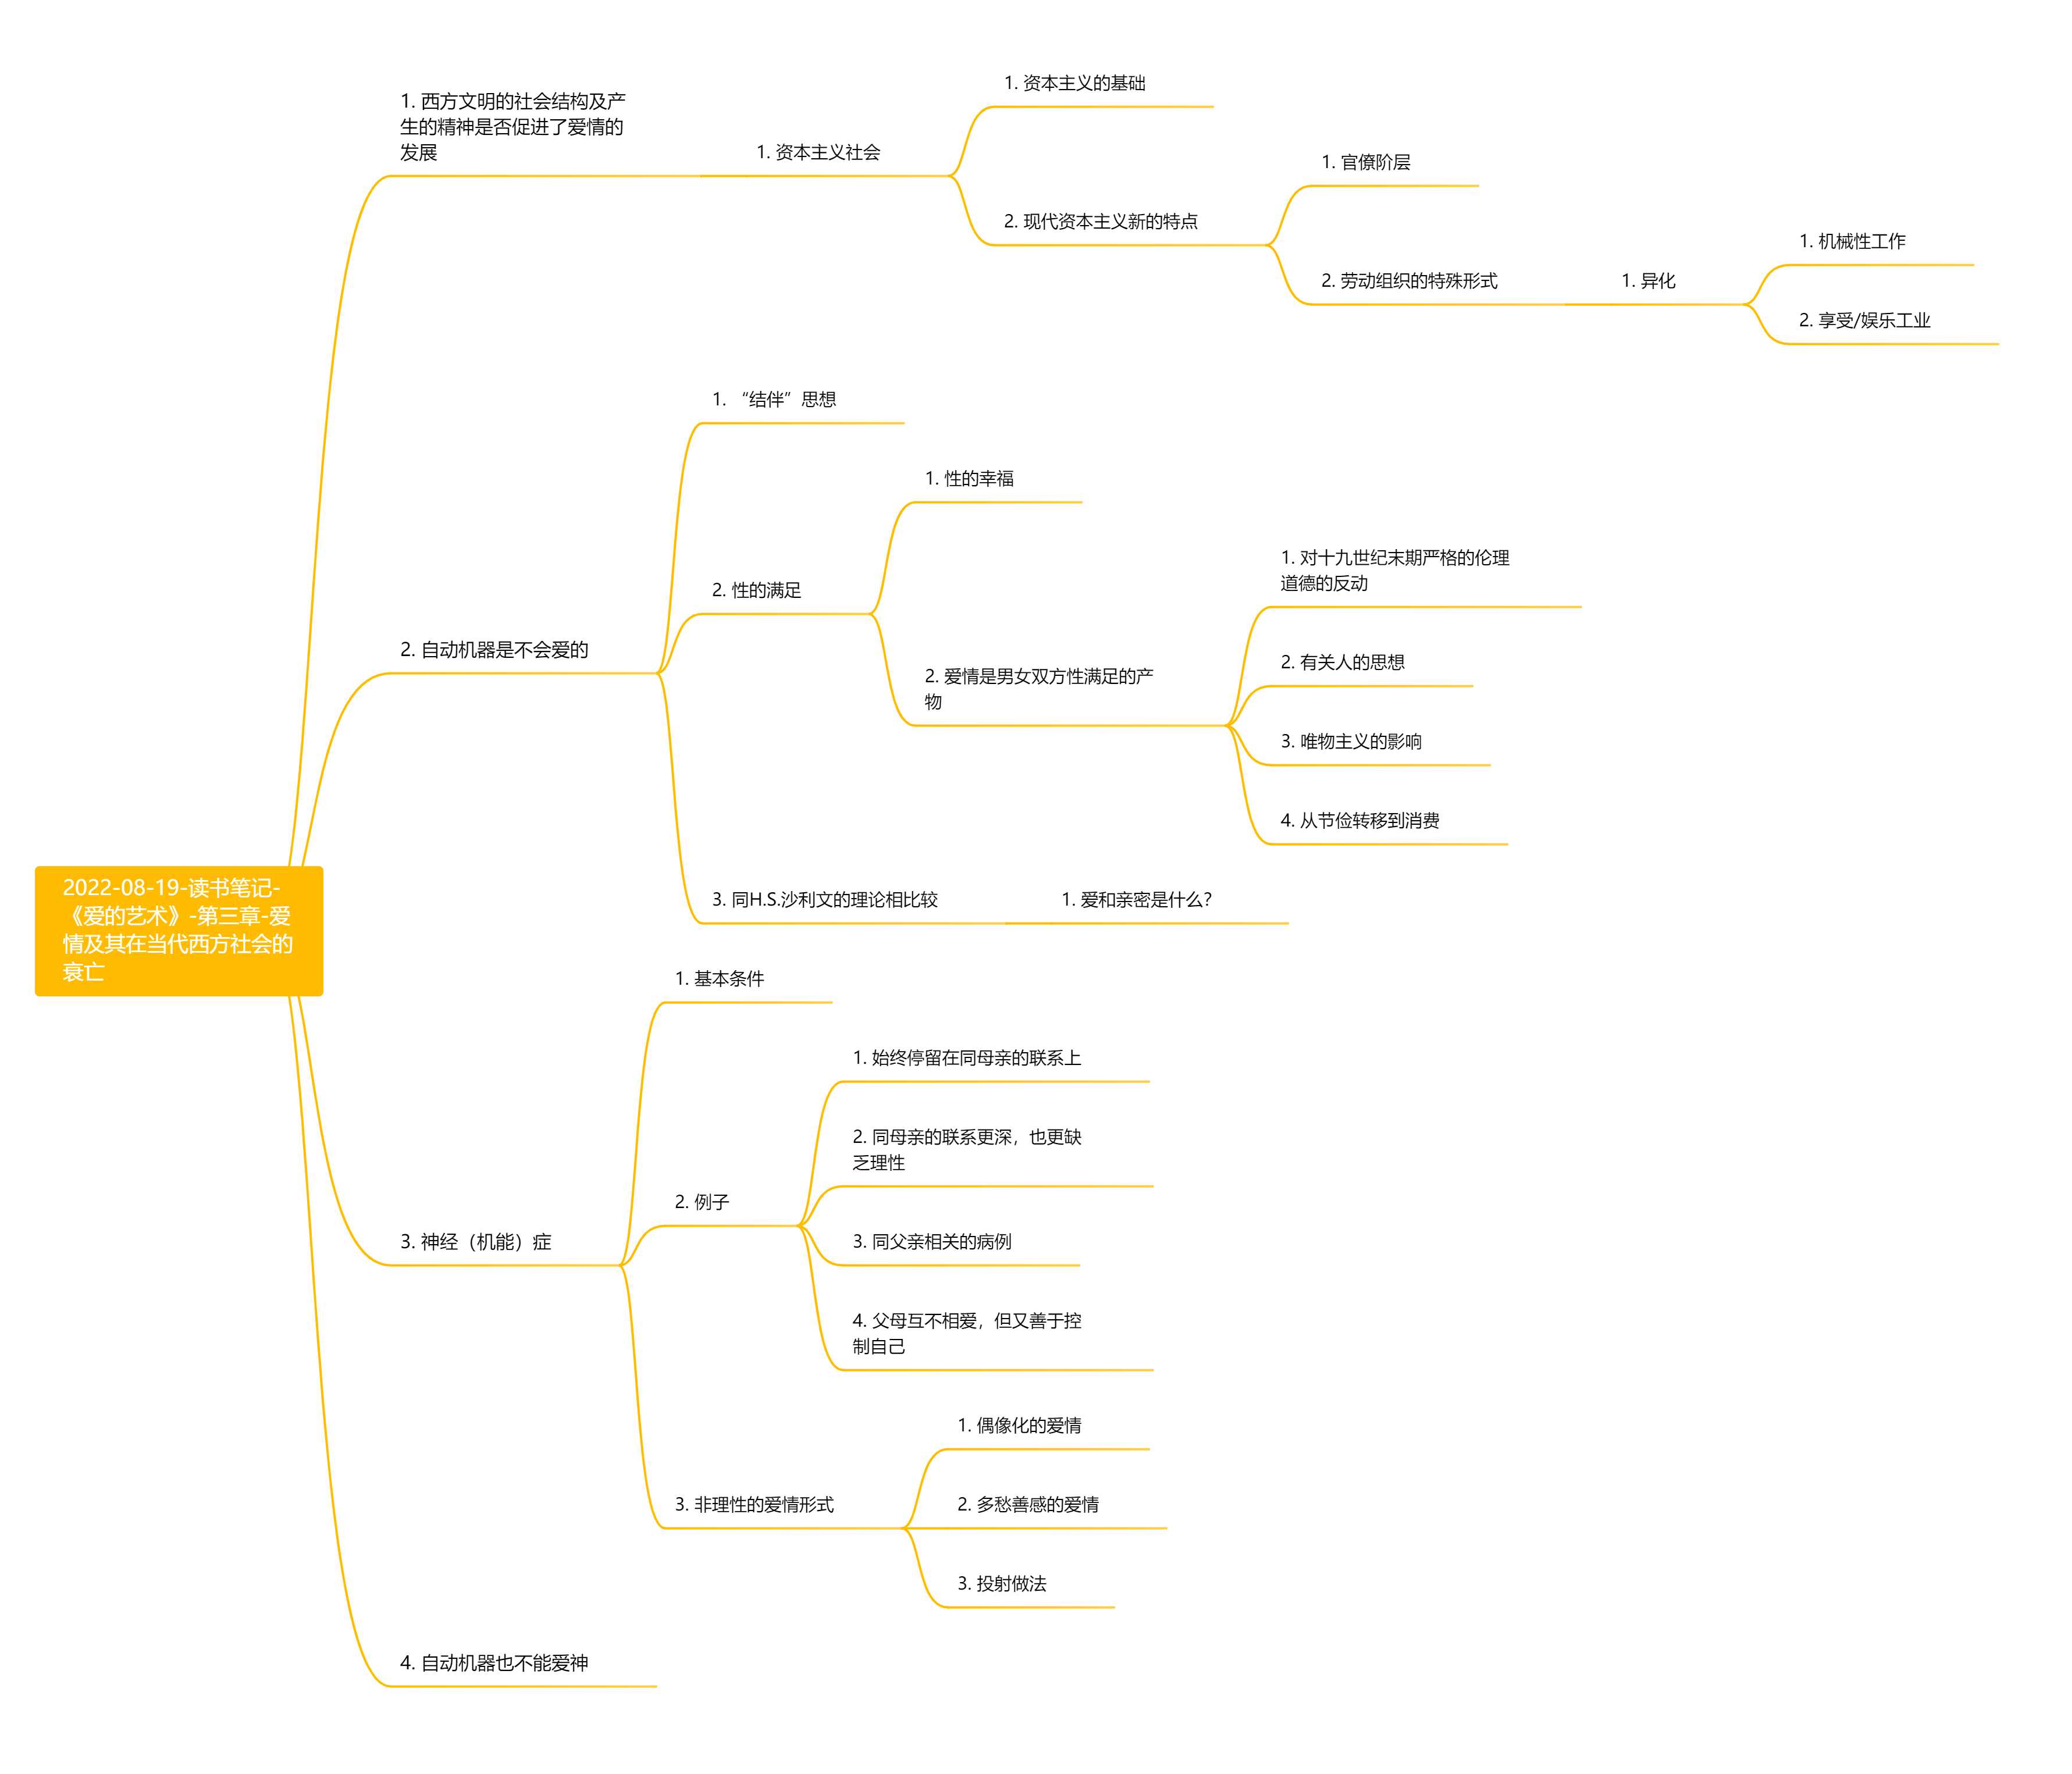 2022-08-19-读书笔记-
《爱的艺术》-第三章-爱
情及其在当代西方社会的
衰亡
1. 西方文明的社会结构及产
生的精神是否促进了爱情的
发展
1. 资本主义社会
1. 资本主义的基础
2. 现代资本主义新的特点
1. 官僚阶层
2. 劳动组织的特殊形式
1. 异化
1. 机械性工作
2. 享受/娱乐工业
2. 自动机器是不会爱的
1. “结伴”思想
2. 性的满足
1. 性的幸福
2. 爱情是男女双方性满足的产
物
1. 对十九世纪末期严格的伦理
道德的反动
2. 有关人的思想
3. 唯物主义的影响
4. 从节俭转移到消费
3. 同H.S.沙利文的理论相比较
1. 爱和亲密是什么?
3. 神经（机能）症
1. 基本条件
2. 例子
1. 始终停留在同母亲的联系上
2. 同母亲的联系更深，也更缺
乏理性
3. 同父亲相关的病例
4. 父母互不相爱，但又善于控
制自己
3. 非理性的爱情形式
1. 偶像化的爱情
2. 多愁善感的爱情
3. 投射做法
4. 自动机器也不能爱神